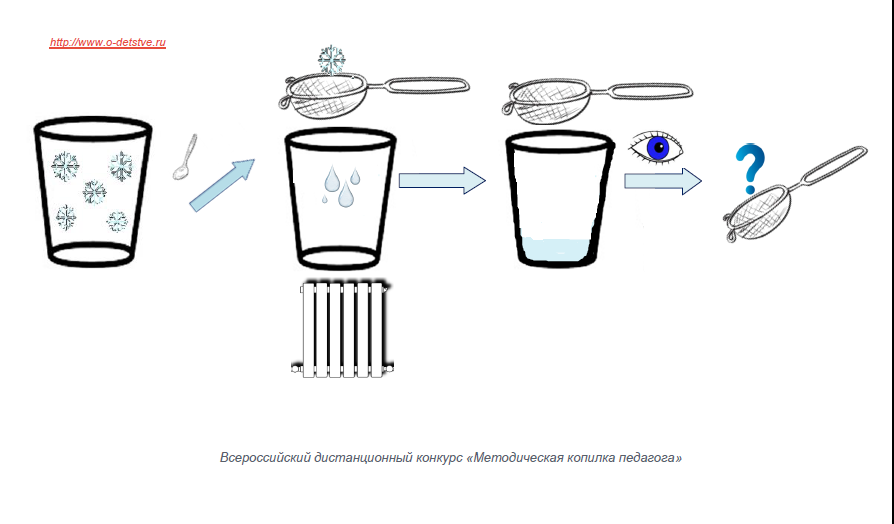 http://www.o-detstve.ru
?
Всероссийский дистанционный конкурс «Методическая копилка педагога»